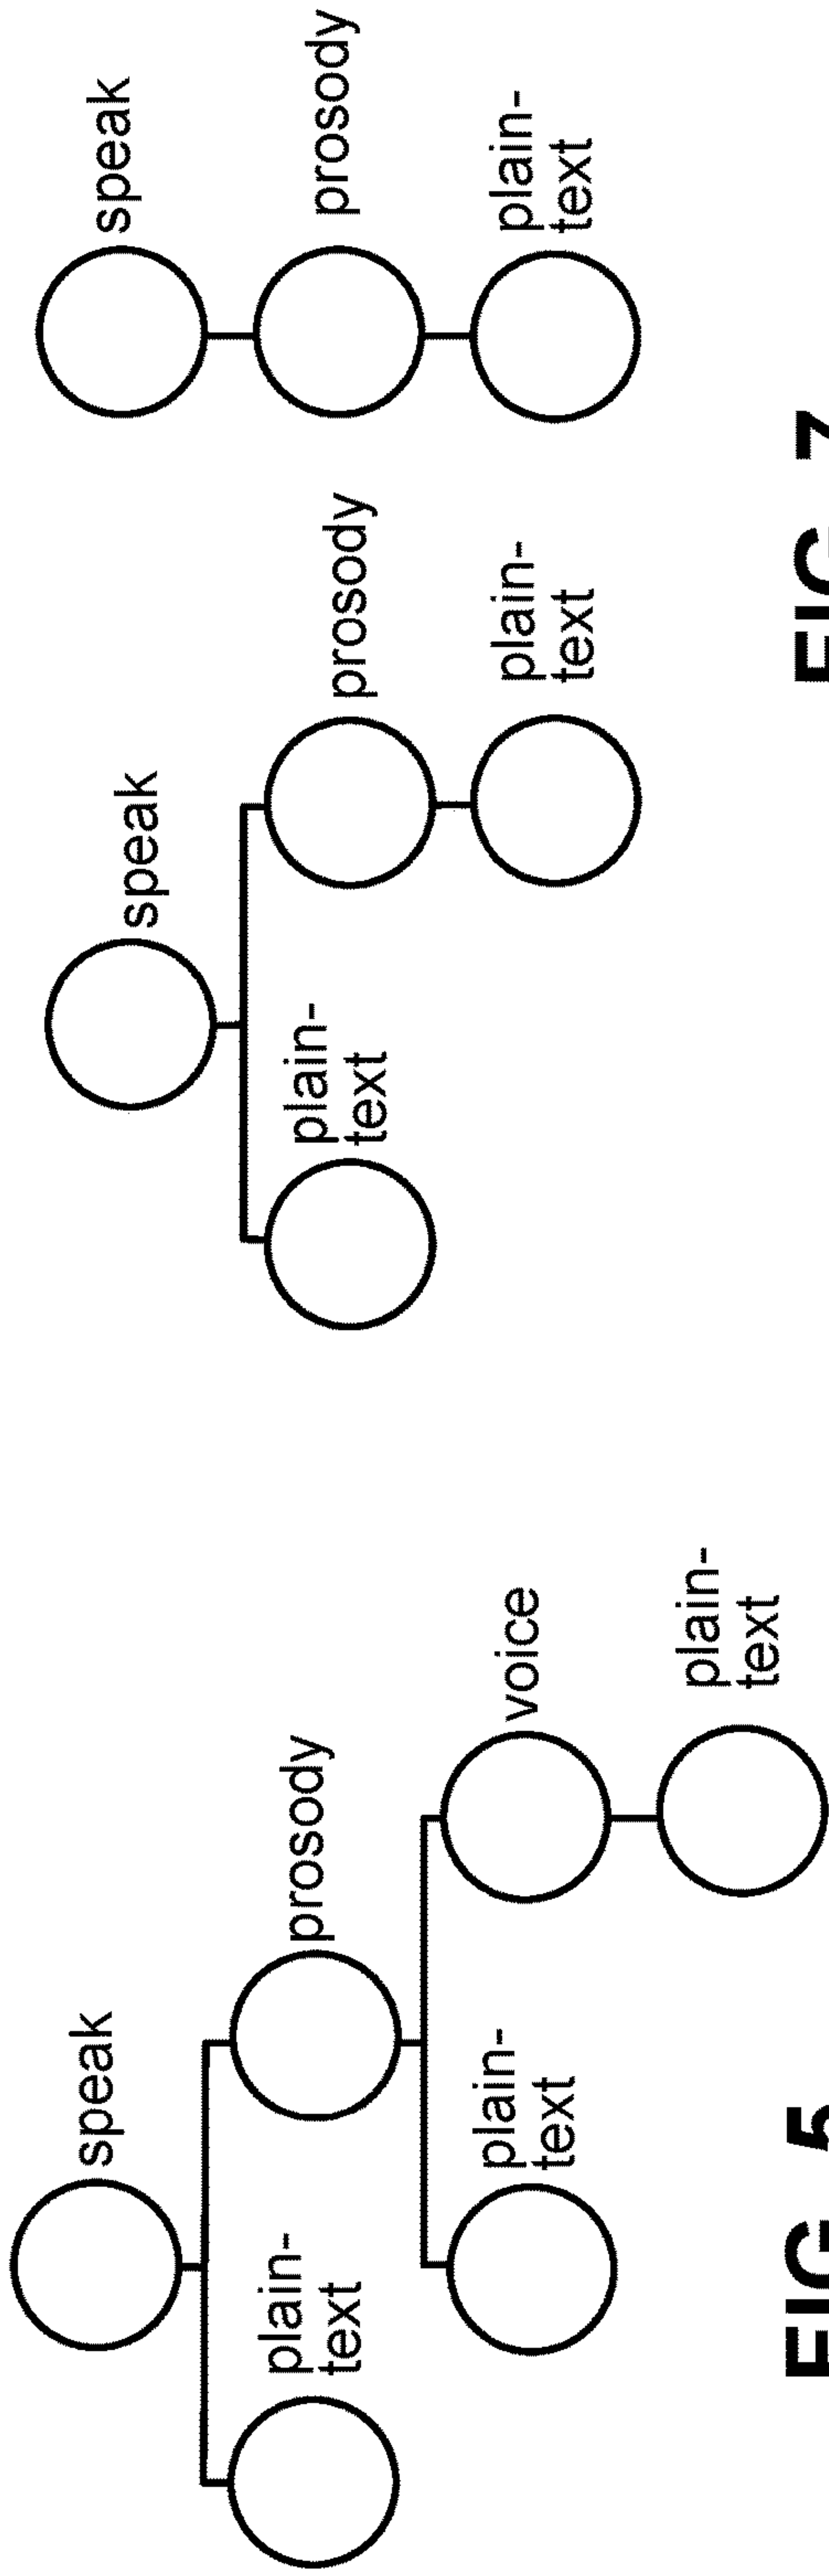 speak
plain-
text
prosody
plain-
text
voice
plain-
text
FIG. 5
speak
plain-
text
prosody
plain-
text
speak
prosody
plain-
text
FIG. 7